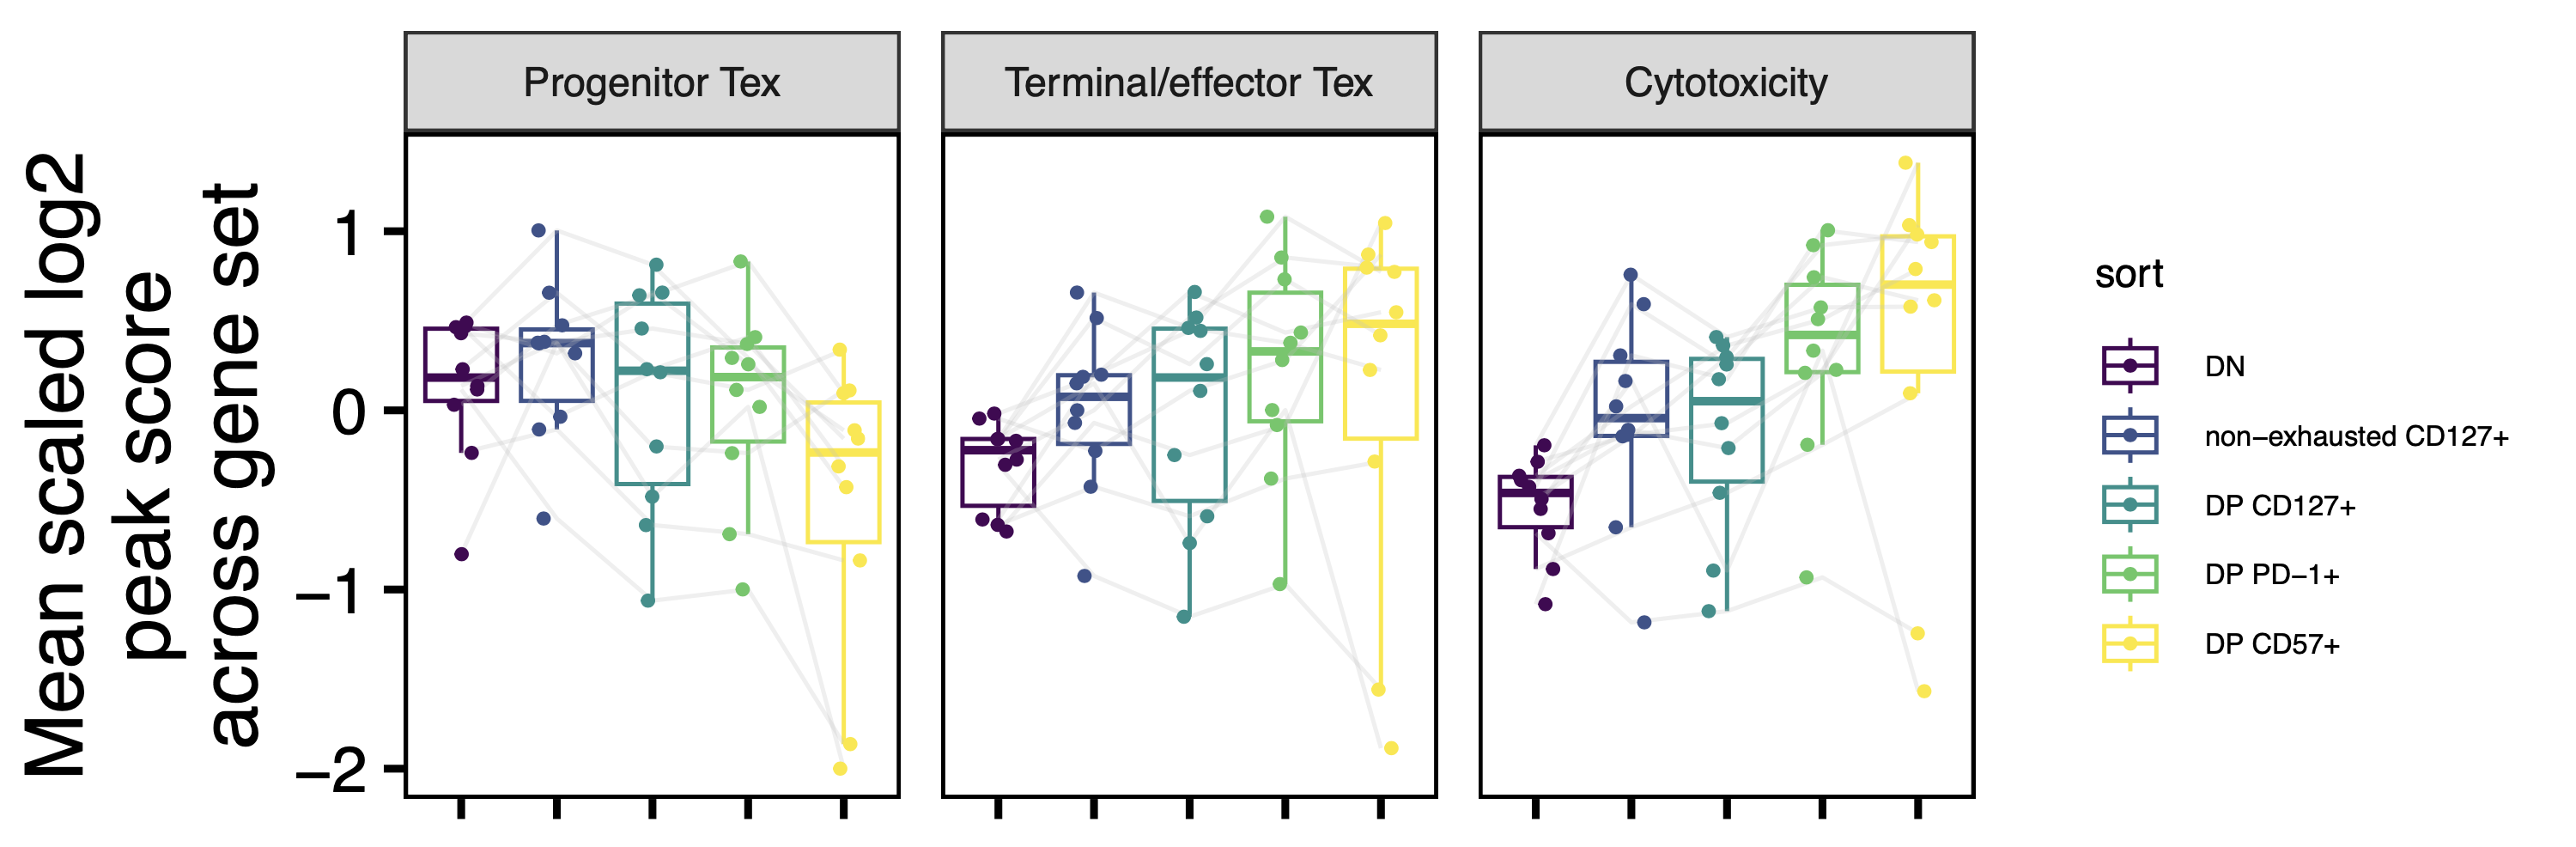 Progenitor Tex
Terminal/effector Tex
Cytotoxicity
Mean scaled log2
peak score
across gene set
1
0
−1
−2
sort
DN
non−exhausted CD127+
DP CD127+
DP PD−1+
DP CD57+